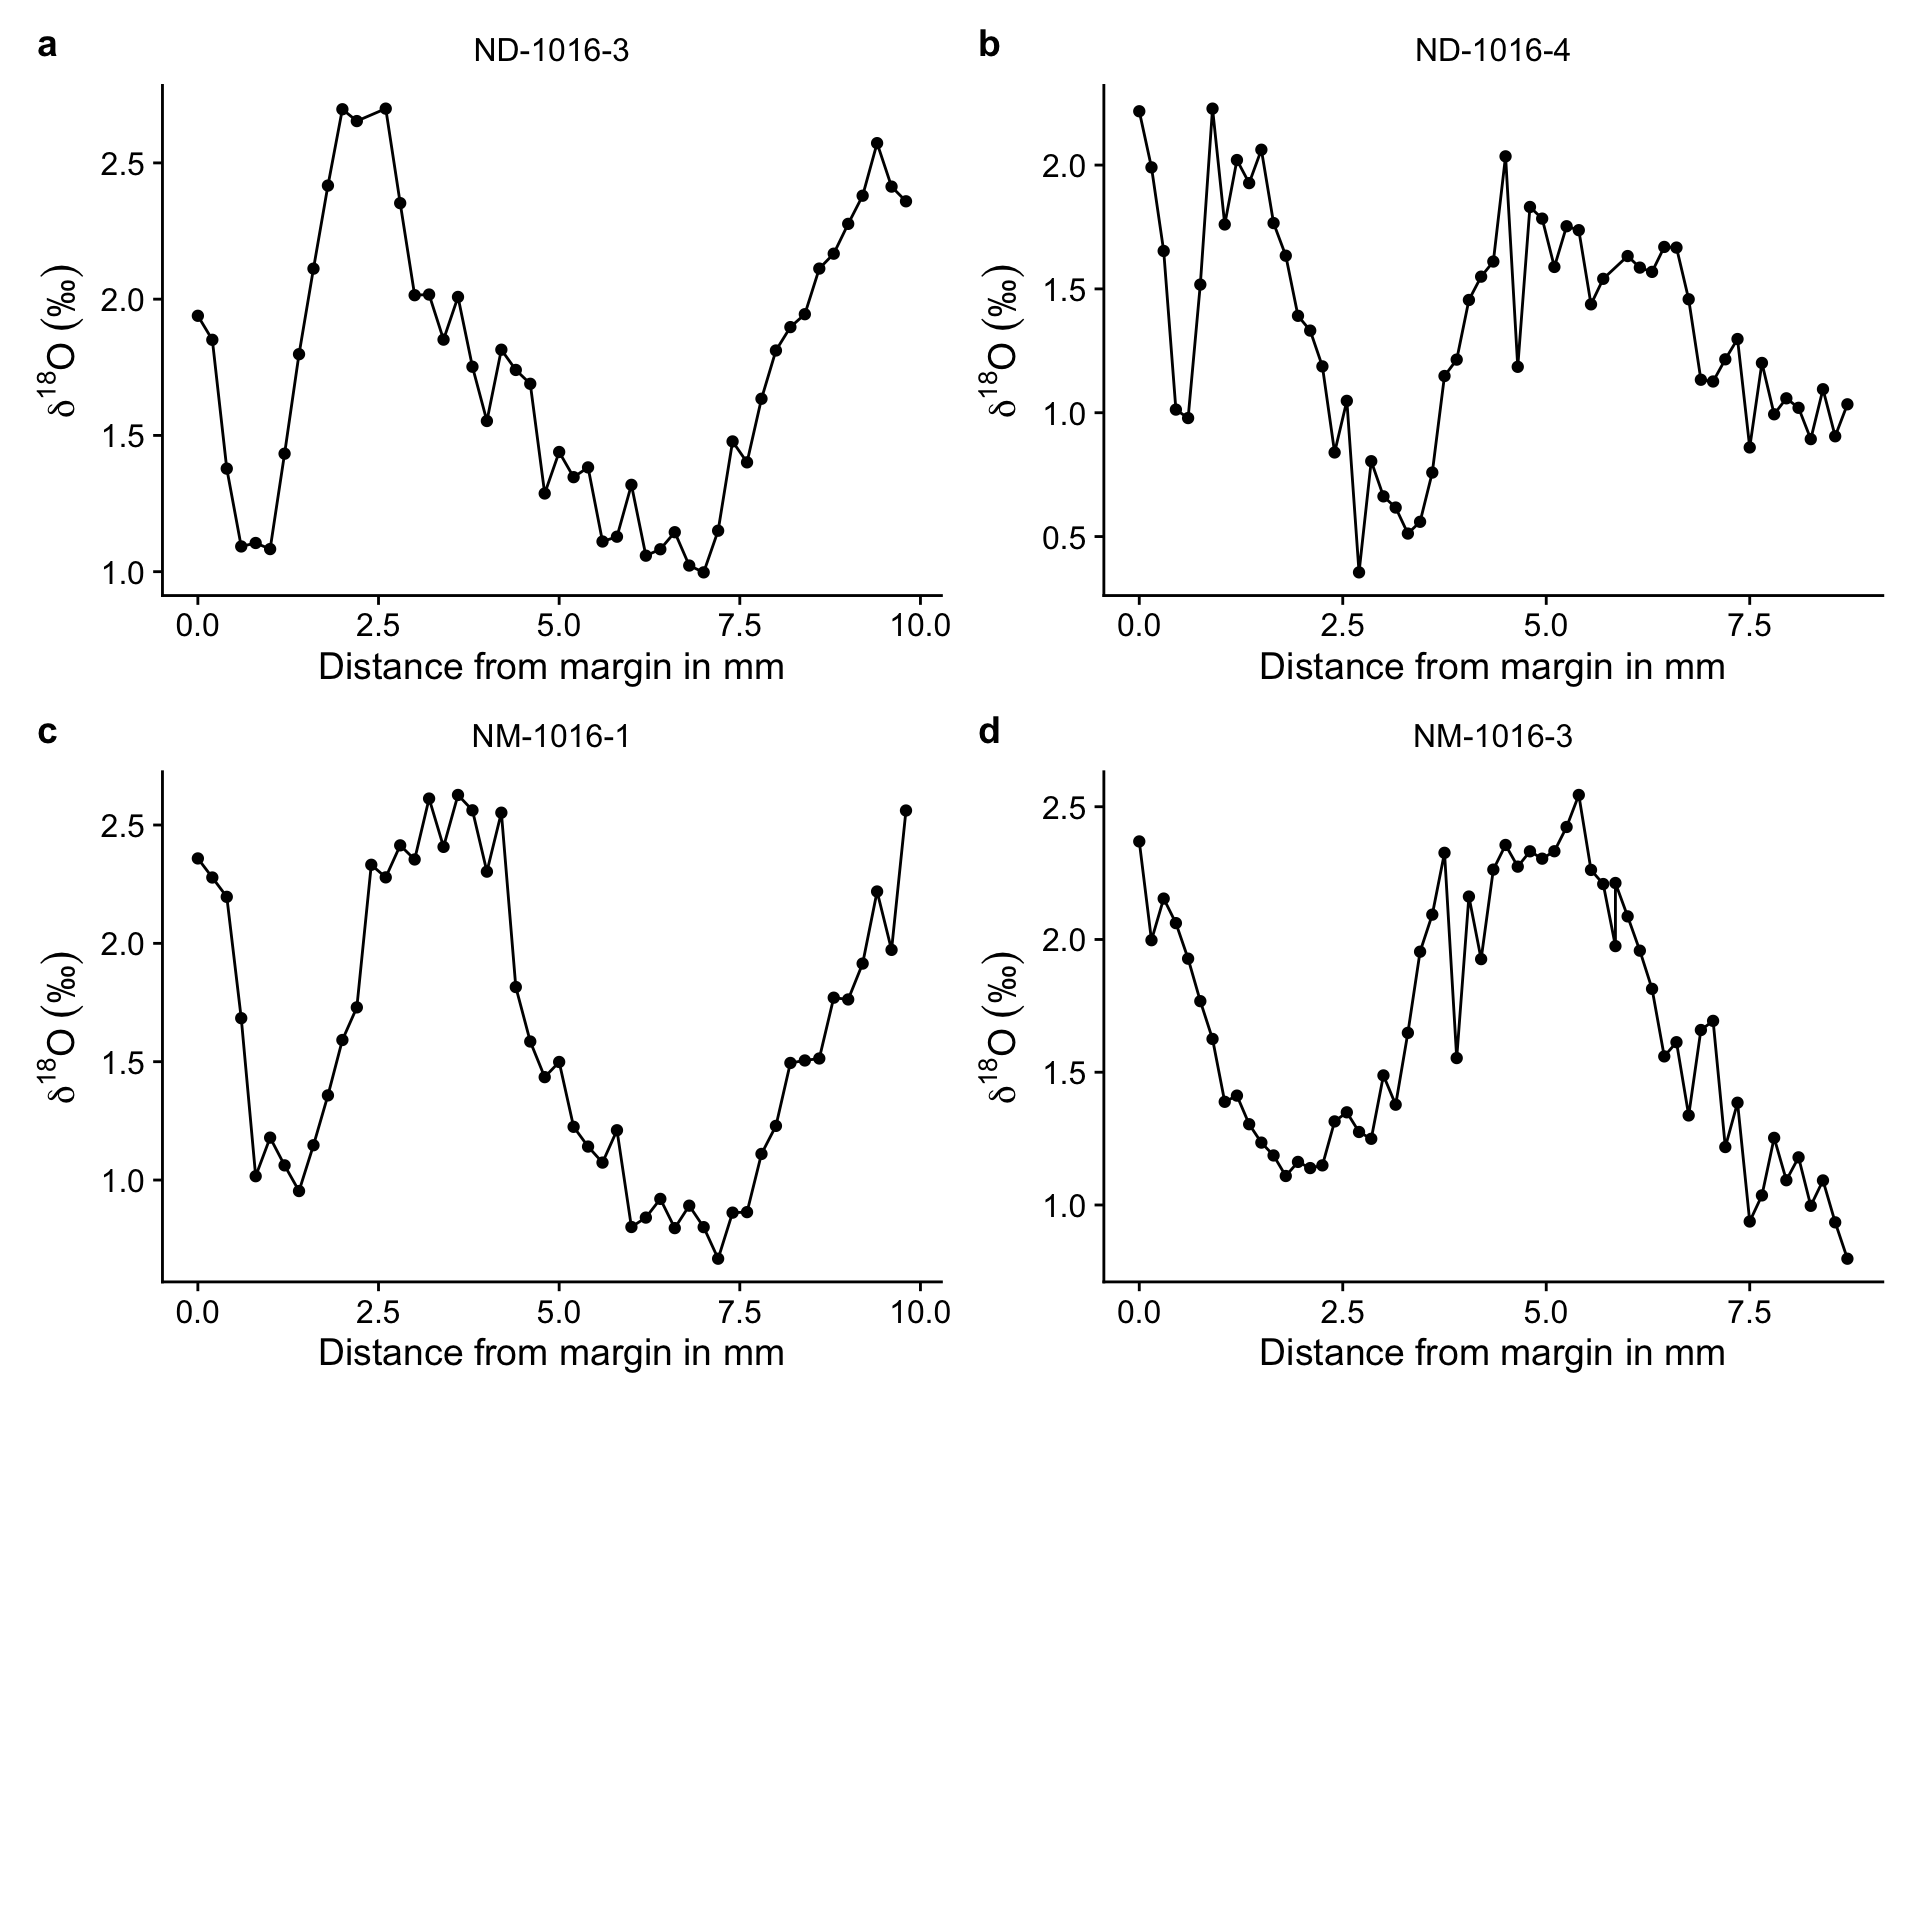 a
ND-1016-3
δ18O (‰)
2.5
2.0
1.5
1.0
0.0 2.5 5.0 7.5 10.0
Distance from margin in mm
b
ND-1016-4
δ18O (‰)
2.0
1.5
1.0
0.5
0.0 2.5 5.0 7.5
Distance from margin in mm
c
NM-1016-1
δ18O (‰)
2.5
2.0
1.5
1.0
0.0 2.5 5.0 7.5 10.0
Distance from margin in mm
d
NM-1016-3
δ18O (‰)
2.5
2.0
1.5
1.0
0.0 2.5 5.0 7.5
Distance from margin in mm